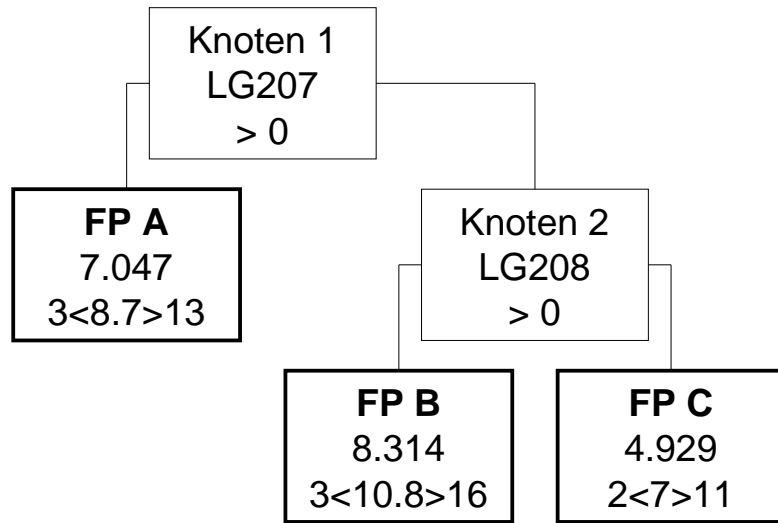 Knoten 1
LG207
> 0
FP A
7.047
3<8.7>13
Knoten 2
LG208
> 0
FP B
8.314
3<10.8>16
FP C
4.929
2<7>11